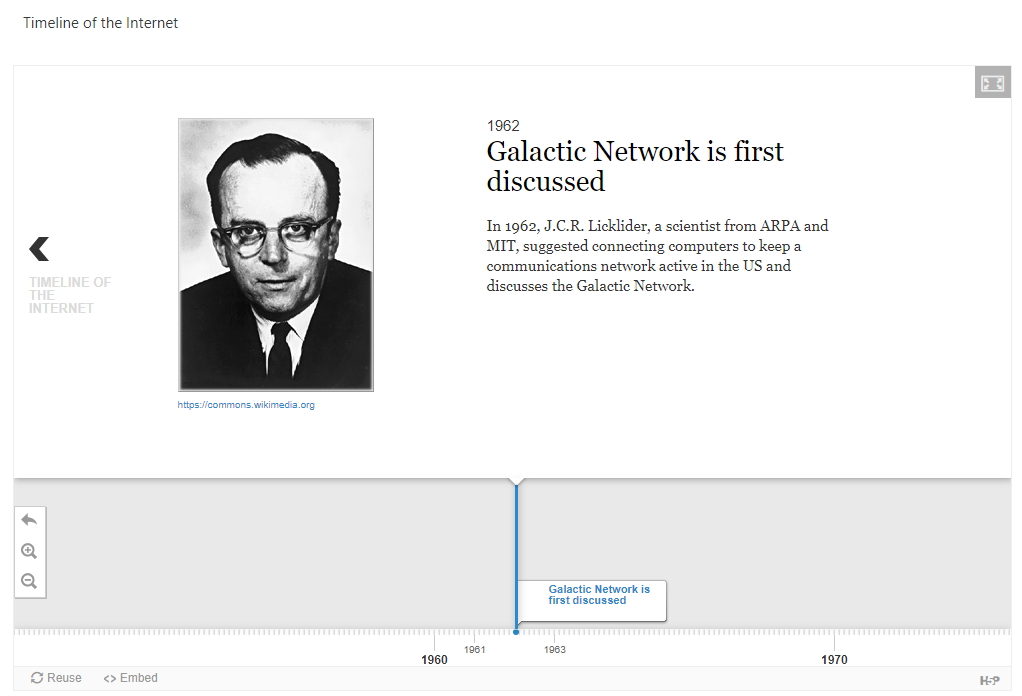 Timeline of the Internet
1962
Galactic Network is first
discussed
In 1962, J.C.R. Licklider, a scientist from ARPA and
MIT, suggested connecting computers to keep a
communications network active in the US and
discusses the Galactic Network.
TIMELINE OF
THE
INTERNET
https://commons.wikimedia.org
Galactic Network is
first discussed
1961
1963
1960
1970
Reuse
<> Embed
H-P